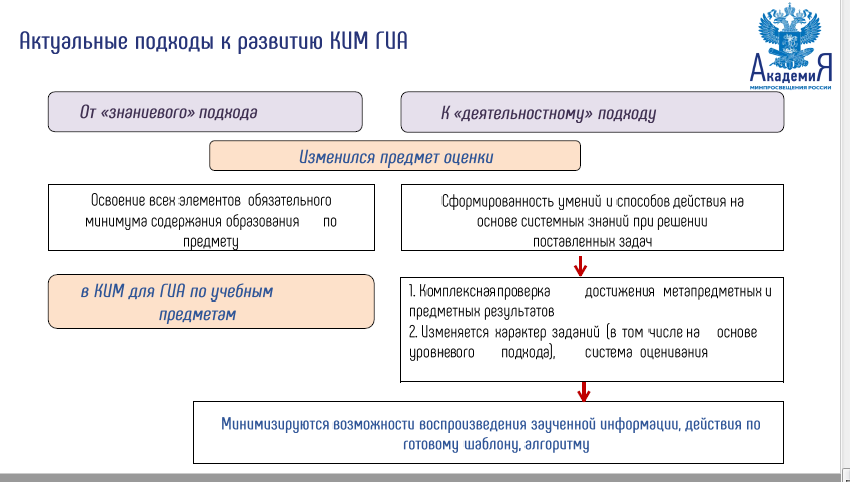 Актуальные подходы к развитию КИМ ГИА
АкадемиЯ
МИНПРОСВЕЩЕНИЯ РОССИИ
От «знаниевого» подхода
К «деятельностному» подходу
Изменился предмет оценки
Освоение всех элементов обязательного
минимума содержания образования по
предмету
Сформированность умений и способов действия на
основе системных знаний при решении
поставленных задач
в КИМ для ГИА по учебным
предметам
1. Комплекснаяпроверка достижения метапредметных и
предметных результатов
2. Изменяется характер заданий (в том числе на основе
уровневого подхода), система оценивания
Минимизируются возможности воспроизведения заученной информации, действия по
готовому шаблону, алгоритму